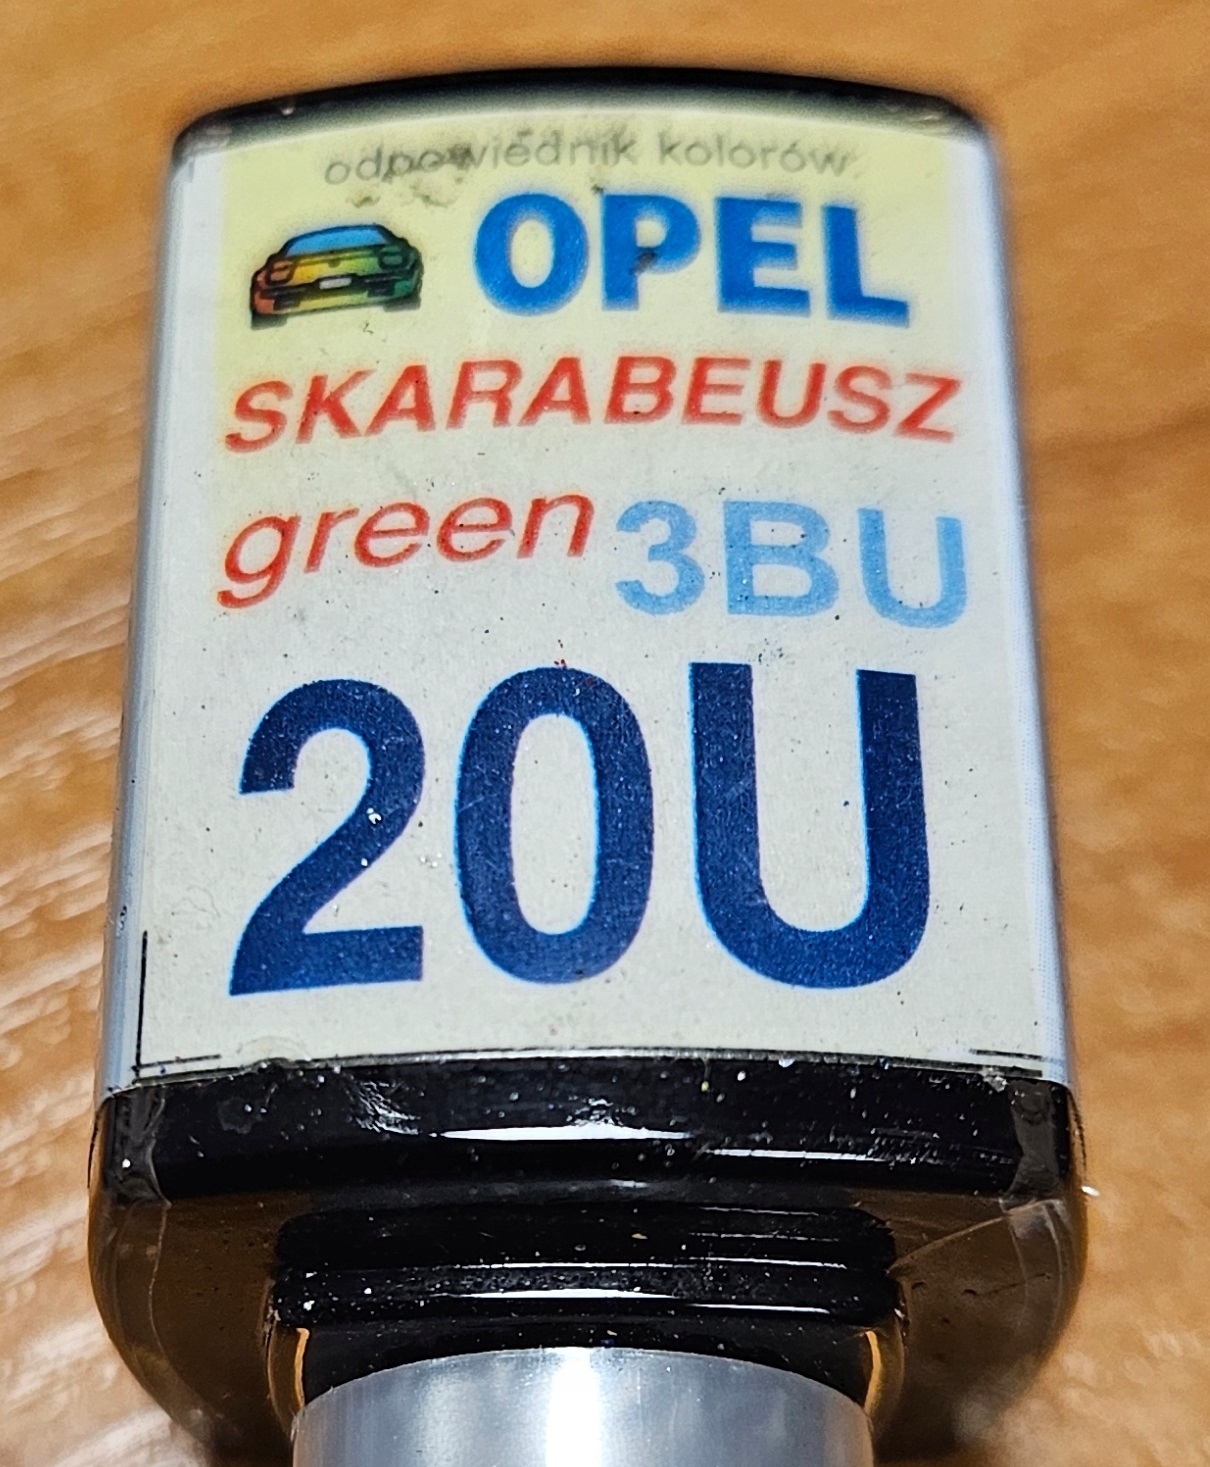 odpowiednik kolorów
OPEL
SKARABEUSZ
green 3BU
20U